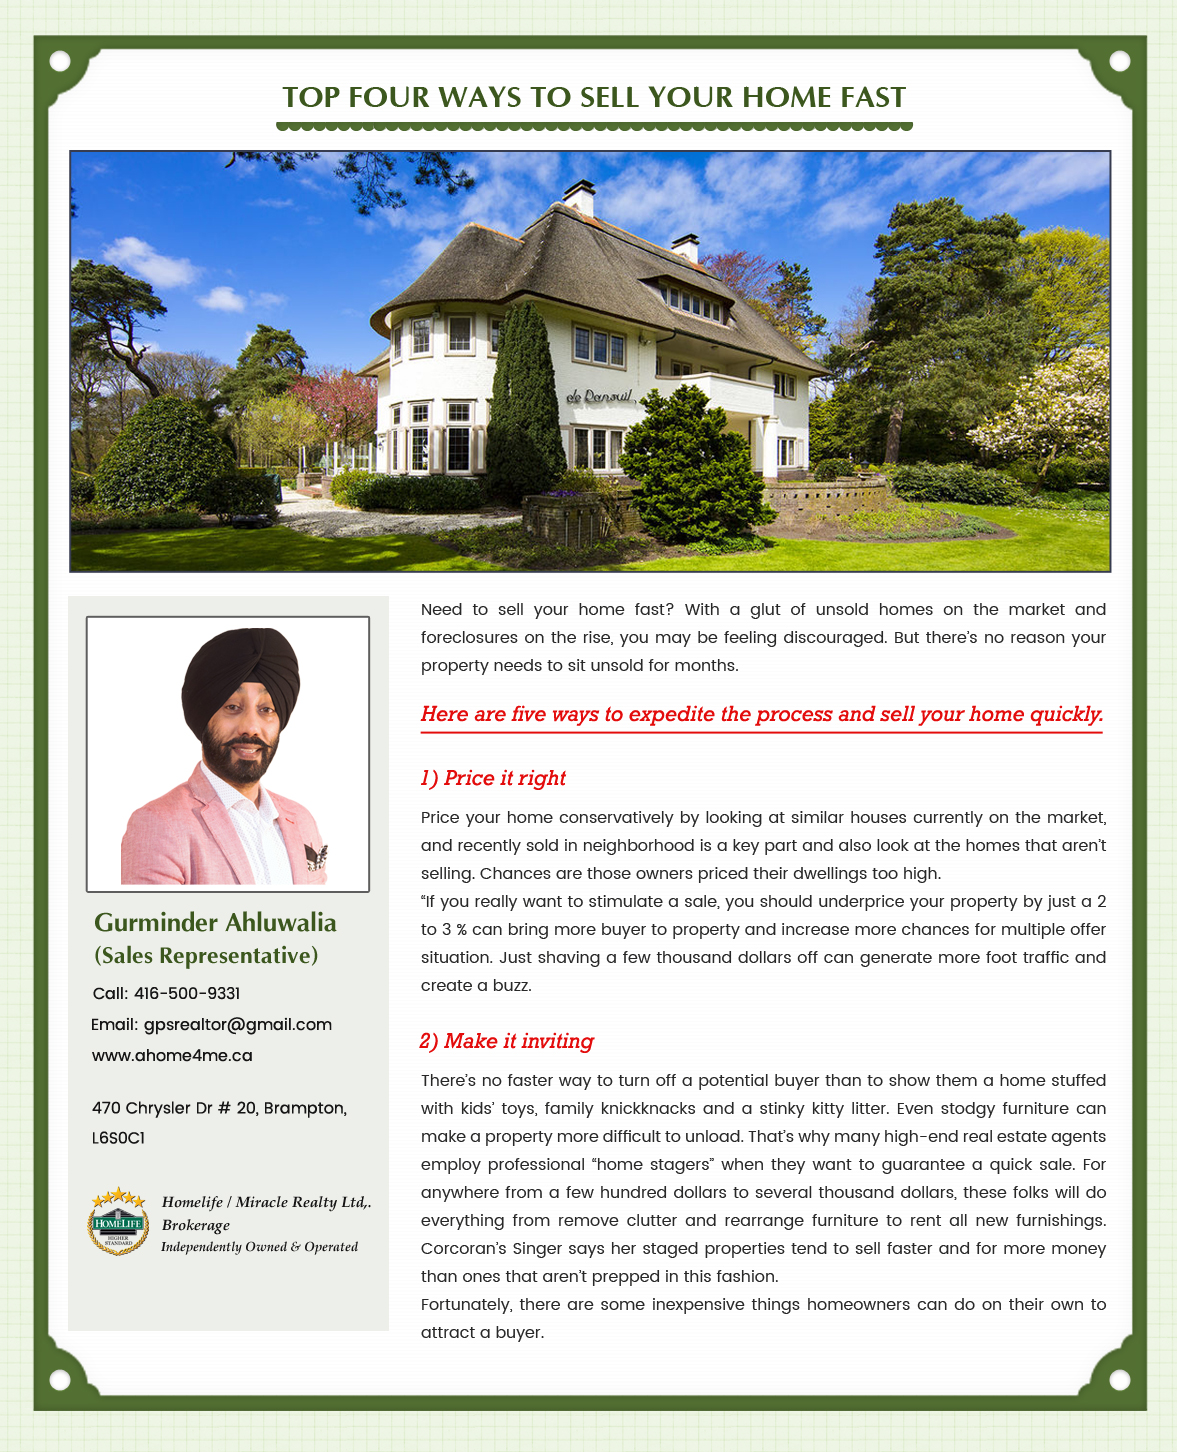 TOP FOUR WAYS TO SELL YOUR HOME FAST
de Banouil
Need to sell your home fast? With a glut of unsold homes on the market and
foreclosures on the rise, you may be feeling discouraged. But there’s no reason your
property needs to sit unsold for months.
Here are five ways to expedite the process and sell your home quickly.
1) Price it right
Price your home conservatively by looking at similar houses currently on the market,
and recently sold in neighborhood is a key part and also look at the homes that aren’t
selling. Chances are those owners priced their dwellings too high.
“If you really want to stimulate a sale, you should underprice your property by just a 2
to 3 % can bring more buyer to property and increase more chances for multiple offer
situation. Just shaving a few thousand dollars off can generate more foot traffic and
create a buzz.
2) Make it inviting
There’s no faster way to turn off a potential buyer than to show them a home stuffed
with kids’ toys, family knickknacks and a stinky kitty litter. Even stodgy furniture can
make a property more difficult to unload. That’s why many high-end real estate agents
employ professional “home stagers” when they want to guarantee a quick sale. For
anywhere from a few hundred dollars to several thousand dollars, these folks will do
everything from remove clutter and rearrange furniture to rent all new furnishings.
Corcoran’s Singer says her staged properties tend to sell faster and for more money
than ones that aren’t prepped in this fashion.
Fortunately, there are some inexpensive things homeowners can do on their own to
attract a buyer.
Gurminder Ahluwalia
(Sales Representative)
Call: 416-500-9331
Email: gpsrealtor@gmail.com
www.ahome4me.ca
470 Chrysler Dr # 20, Brampton,
L6S0C1
HOMELIFE
HIGHER
STANDARD
Homelife / Miracle Realty Ltd,.
Brokerage
Independently Owned & Operated